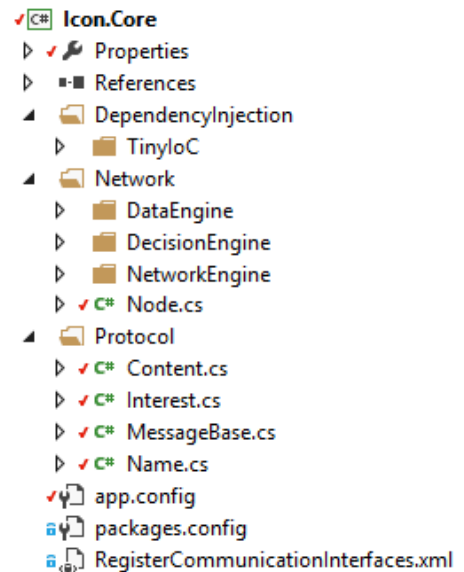 C# Icon.Core
Properties
References
DependencyInjection
TinyIoC
Network
DataEngine
DecisionEngine
NetworkEngine
C# Node.cs
Protocol
C# Content.cs
C# Interest.cs
C# MessageBase.cs
C# Name.cs
app.config
packages.config
RegisterCommunicationInterfaces.xml